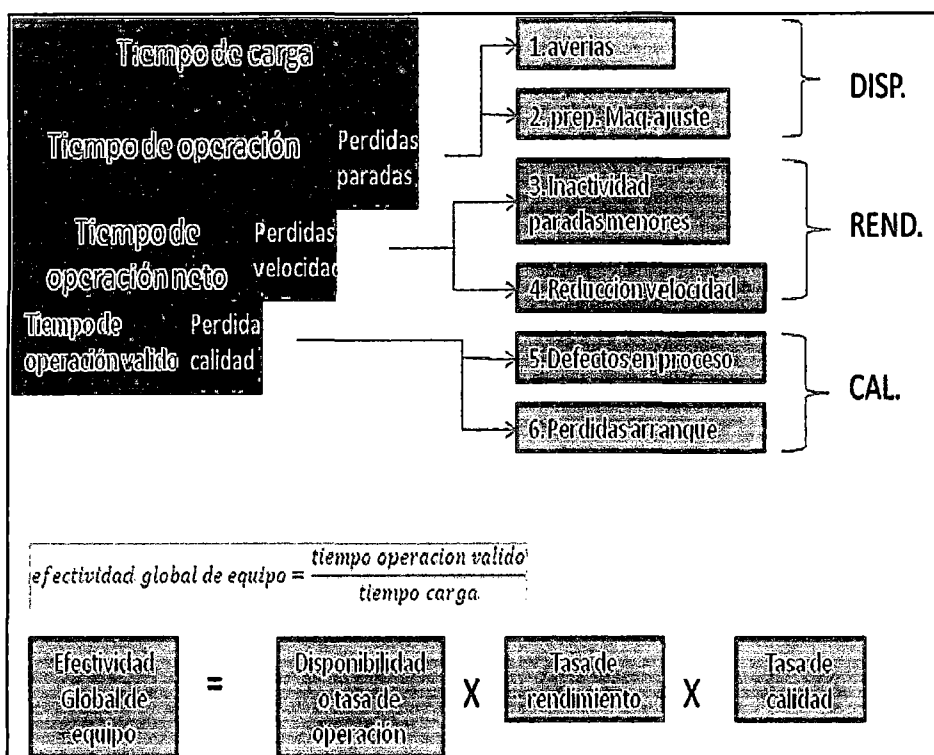 Tiempo de carga
Tiempo de operación
Perdidas
paradas
Tiempo de
operación neto
Perdidas
velocidad
Tiempo de
operación valido
Perdida
calidad
1.averias
2. prep. Maq.ajuste
DISP.
3.Inactividad
paradas menores
4.Reduccion velocidad
REND.
5.Defectos en proceso
6.Perdidas arranque
CAL.
efectividad global de equipo = tiempo operacion valido
tiempo carga
Efectividad
Global de
equipo
=
Disponibilidad
o tasa de
operación
X
Tasa de
rendimiento
X
Tasa de
calidad